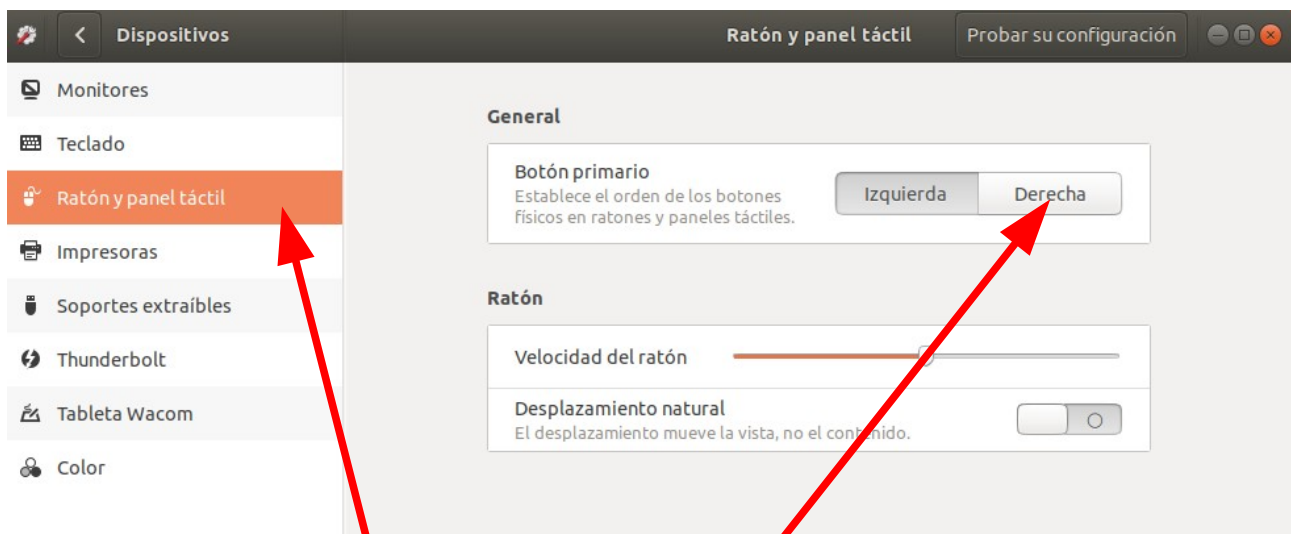 Dispositivos
Ratón y panel táctil
Probar su configuración
Monitores
Teclado
Ratón y panel táctil
Impresoras
Soportes extraíbles
Thunderbolt
Tableta Wacom
Color
General
Botón primario
Establece el orden de los botones
físicos en ratones y paneles táctiles.
Izquierda
Derecha
Ratón
Velocidad del ratón
Desplazamiento natural
El desplazamiento mueve la vista, no el contenido.